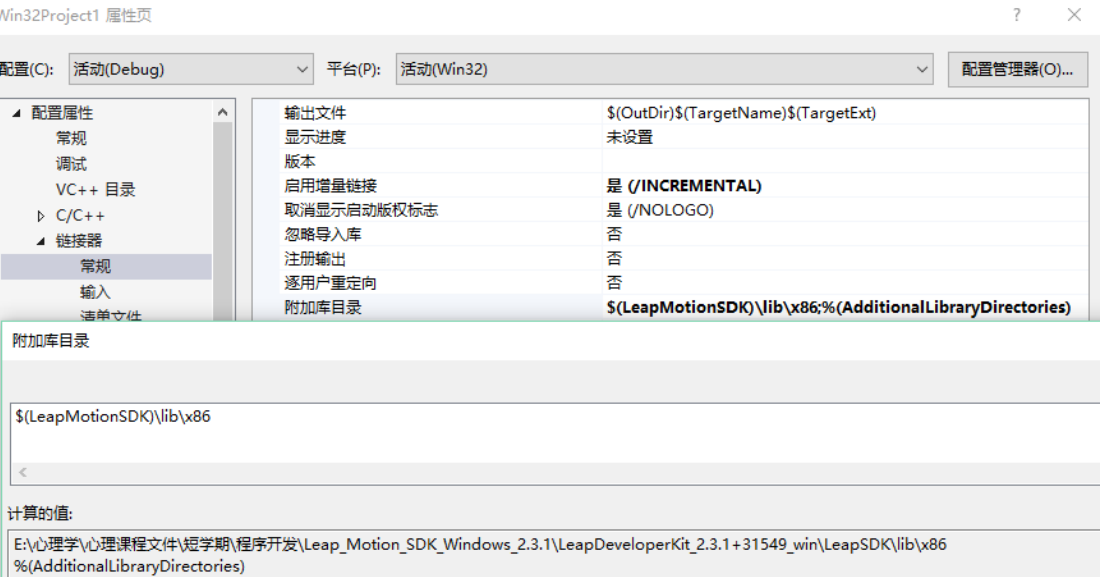 Win32Project1 属性页
配置(C): 活动(Debug) 平台(P): 活动(Win32) 配置管理器(O)...
配置属性
常规
调试
VC++ 目录
C/C++
链接器
常规
输入
清单文件
输出文件 $(OutDir)$(TargetName)$(TargetExt)
显示进度 未设置
版本
启用增量链接 是 (/INCREMENTAL)
取消显示启动版权标志 是 (/NOLOGO)
忽略导入库 否
注册输出 否
逐用户重定向 否
附加库目录 $(LeapMotionSDK)\lib\x86;%(AdditionalLibraryDirectories)
附加库目录
$(LeapMotionSDK)\lib\x86
计算的值:
E:\心理学\心理课程文件\短学期\程序开发\Leap_Motion_SDK_Windows_2.3.1\LeapDeveloperKit_2.3.1+31549_win\LeapSDK\lib\x86
%(AdditionalLibraryDirectories)